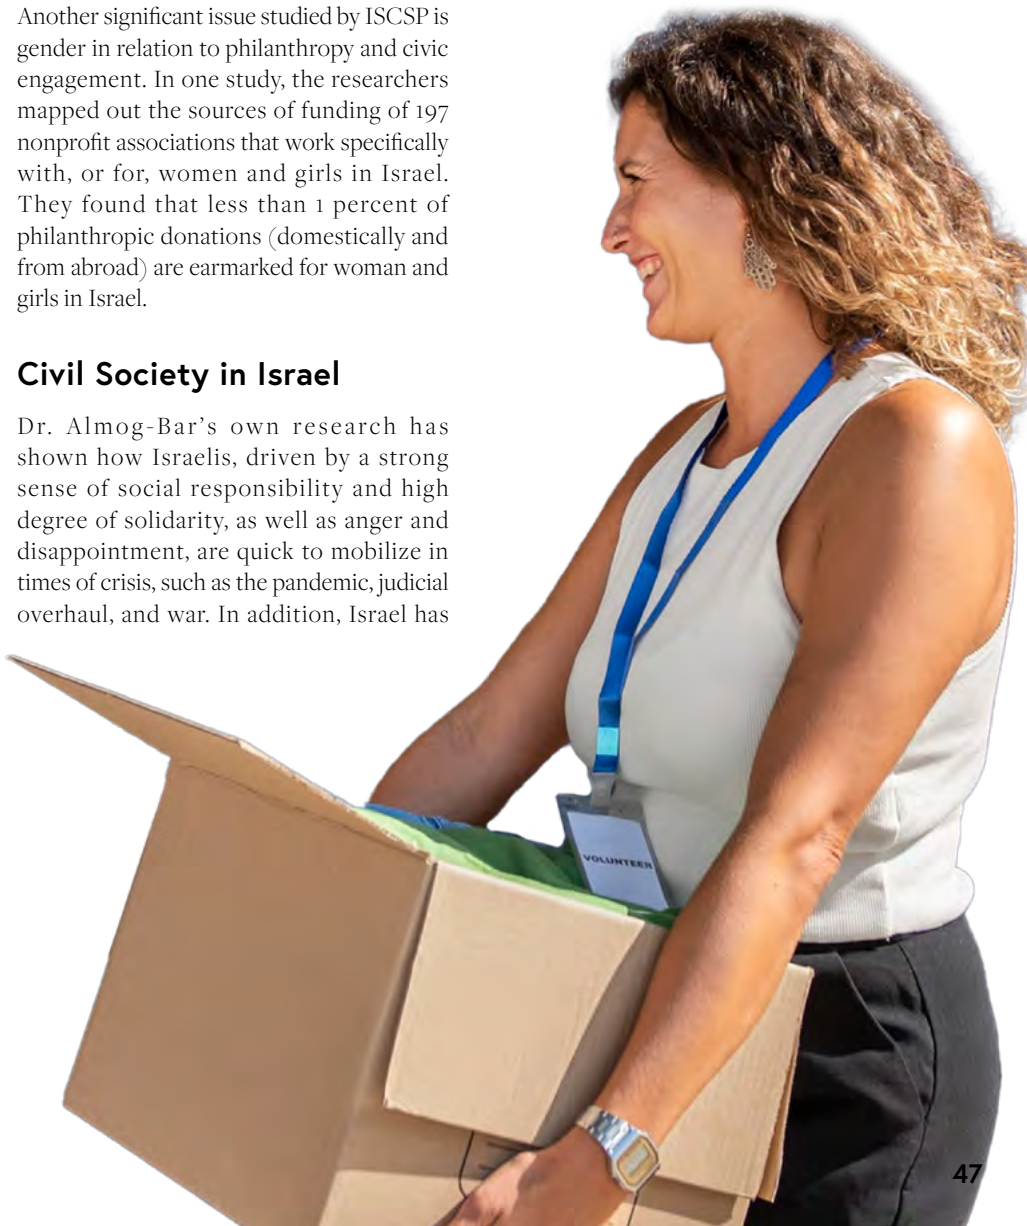 Another significant issue studied by ISCSP is
gender in relation to philanthropy and civic
engagement. In one study, the researchers
mapped out the sources of funding of 197
nonprofit associations that work specifically
with, or for, women and girls in Israel.
They found that less than 1 percent of
philanthropic donations (domestically and
from abroad) are earmarked for woman and
girls in Israel.
Civil Society in Israel
Dr. Almog-Bar's own research has
shown how Israelis, driven by a strong
sense of social responsibility and high
degree of solidarity, as well as anger and
disappointment, are quick to mobilize in
times of crisis, such as the pandemic, judicial
overhaul, and war. In addition, Israel has
VOLUNTEER
47